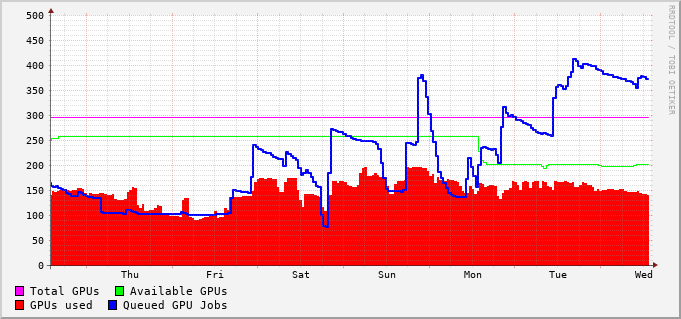 500
450
400
350
300
250
200
150
100
50
0
Thu Fri Sat Sun Mon Tue Wed
Total GPUs Available GPUs
GPUs used Queued GPU Jobs
RRDTOOL / TOBI OETIKER